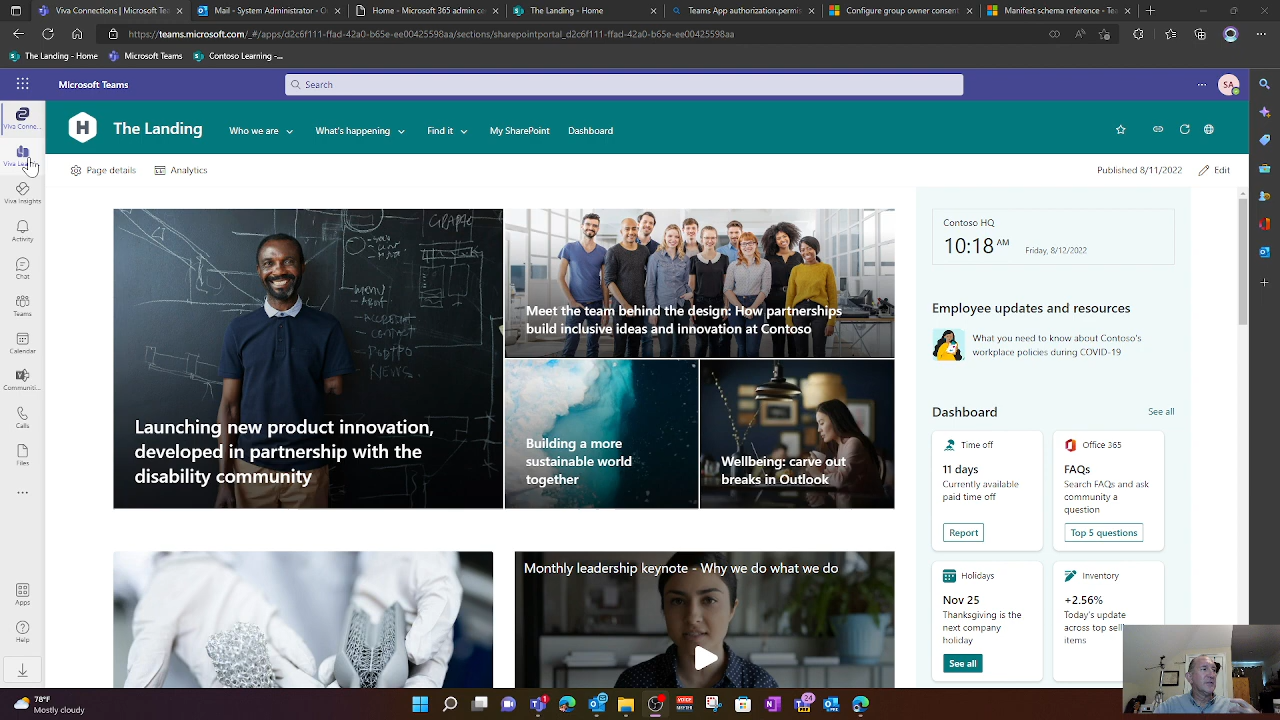 Viva Connections | Microsoft Tea
Mail - System Administrator - O
Home - Microsoft 365 admin ce
The Landing - Home
Teams App authorization.permis
Configure group owner consent
Manifest schema reference - Tea
https://teams.microsoft.com/_#/apps/d2c6f111-ffad-42a0-b65e-ee00425598aa/sections/sharepointportal_d2c6f111-ffad-42a0-b65e-ee00425598aa
The Landing - Home
Microsoft Teams
Contoso Learning -...
Microsoft Teams
Search
SA
Viva Conne...
Viva Insights
Activity
Chat
Teams
Calendar
Communi...
Calls
Files
Apps
Help
H
The Landing
Who we are
What's happening
Find it
My SharePoint
Dashboard
Page details
Analytics
Published 8/11/2022
Edit
Launching new product innovation,
developed in partnership with the
disability community
Meet the team behind the design: How partnerships
build inclusive ideas and innovation at Contoso
Building a more
sustainable world
together
Wellbeing: carve out
breaks in Outlook
Monthly leadership keynote - Why we do what we do
Contoso HQ
10:18 AM
Friday, 8/12/2022
Employee updates and resources
What you need to know about Contoso's
workplace policies during COVID-19
Dashboard
See all
Time off
11 days
Currently available
paid time off
Report
Office 365
FAQs
Search FAQs and ask
community a
question
Top 5 questions
Holidays
Nov 25
Thanksgiving is the
next company
holiday
See all
Inventory
+2.56%
Today's update
across top sell
items
78°F
Mostly cloudy
1
24